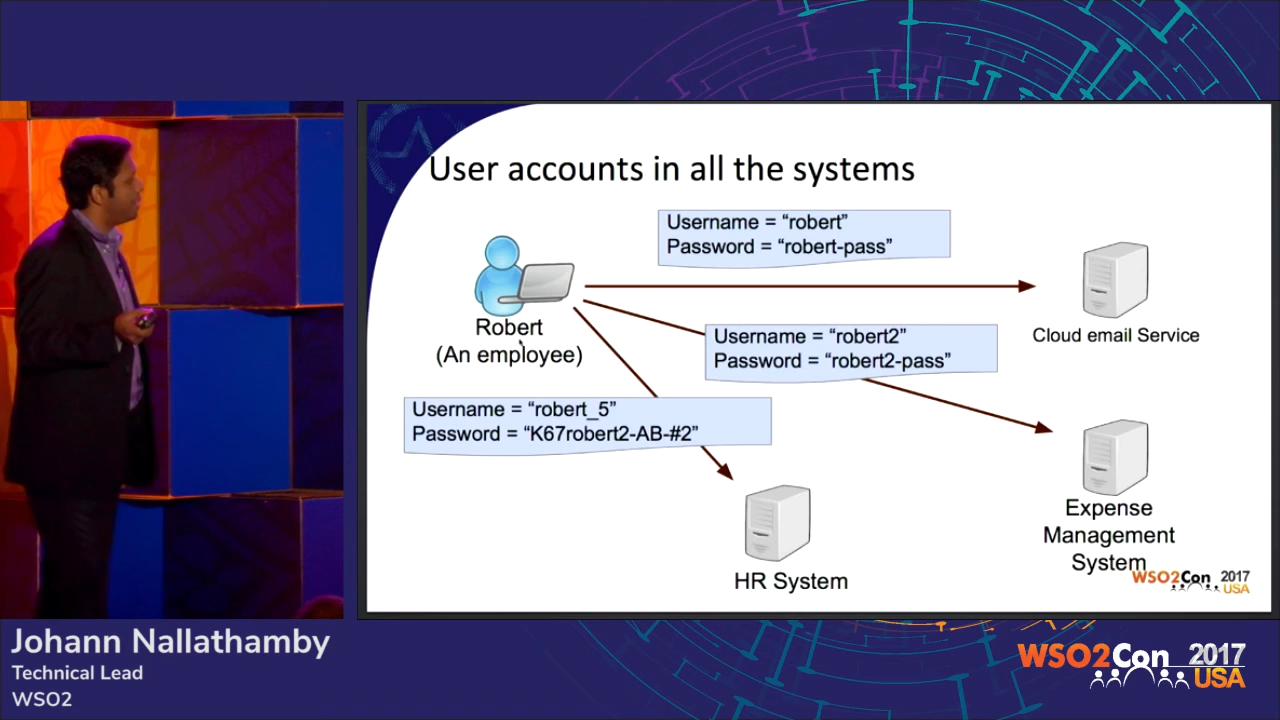 User accounts in all the systems
Username = “robert”
Password = “robert-pass”
Robert
(An employee)
Cloud email Service
Username = “robert2”
Password = “robert2-pass”
Username = “robert_5”
Password = “K67robert2-AB-#2”
HR System
Expense
Management
System
WSO2Con 2017
USA
Johann Nallathamby
Technical Lead
WSO2
WSO2Con 2017
USA